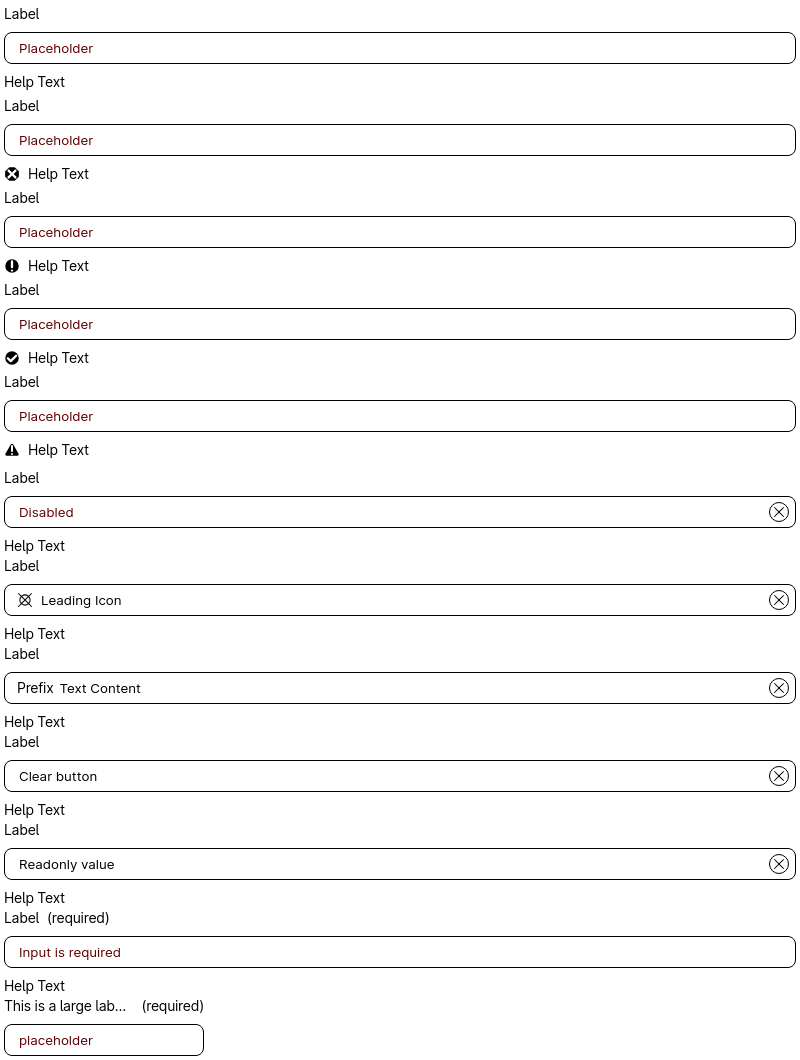 Label
Placeholder
Help Text
Label
Placeholder
Help Text
Label
Placeholder
Help Text
Label
Placeholder
Help Text
Label
Placeholder
Help Text
Label
Disabled
Help Text
Label
Leading Icon
Help Text
Label
Prefix Text Content
Help Text
Label
Clear button
Help Text
Label
Readonly value
Help Text
Label (required)
Input is required
Help Text
This is a large lab... (required)
placeholder